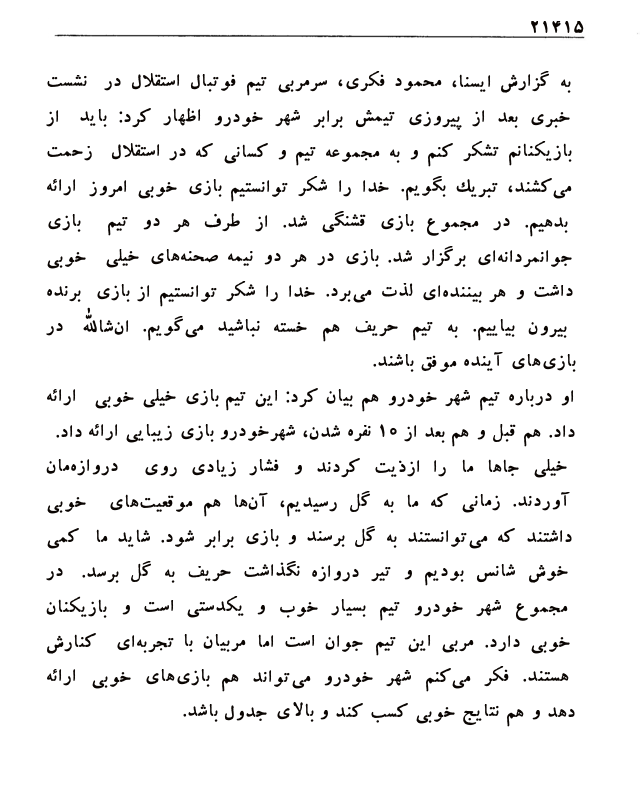 ۲۱۴۱۵
به گزارش ایسنا، محمود فکری، سرمربی تیم فوتبال استقلال در نشست
خبری بعد از پیروزی تیمش برابر شهر خودرو اظهار کرد: باید از
بازیکنانم تشکر کنم و به مجموعه تیم و کسانی که در استقلال زحمت
می‌کشند، تبریك بگویم. خدا را شکر توانستیم بازی خوبی امروز ارائه
بدهیم. در مجموع بازی قشنگی شد. از طرف هر دو تیم بازی
جوانمردانه‌ای برگزار شد. بازی در هر دو نیمه صحنه‌های خیلی خوبی
داشت و هر بیننده‌ای لذت می‌برد. خدا را شکر توانستیم از بازی برنده
بیرون بیاییم. به تیم حریف هم خسته نباشید می‌گویم. ان‌شاالله در
بازی‌های آینده موفق باشند.
او درباره تیم شهر خودرو هم بیان کرد: این تیم بازی خیلی خوبی ارائه
داد. هم قبل و هم بعد از ۱۰ نفره شدن، شهرخودرو بازی زیبایی ارائه داد.
خیلی جاها ما را ازذیت کردند و فشار زیادی روی دروازه‌مان
آوردند. زمانی که ما به گل رسیدیم، آن‌ها هم موقعیت‌های خوبی
داشتند که می‌توانستند به گل برسند و بازی برابر شود. شاید ما کمی
خوش شانس بودیم و تیر دروازه نگذاشت حریف به گل برسد. در
مجموع شهر خودرو تیم بسیار خوب و یکدستی است و بازیکنان
خوبی دارد. مربی این تیم جوان است اما مربیان با تجربه‌ای کنارش
هستند. فکر می‌کنم شهر خودرو می‌تواند هم بازی‌های خوبی ارائه
دهد و هم نتایج خوبی کسب کند و بالای جدول باشد.